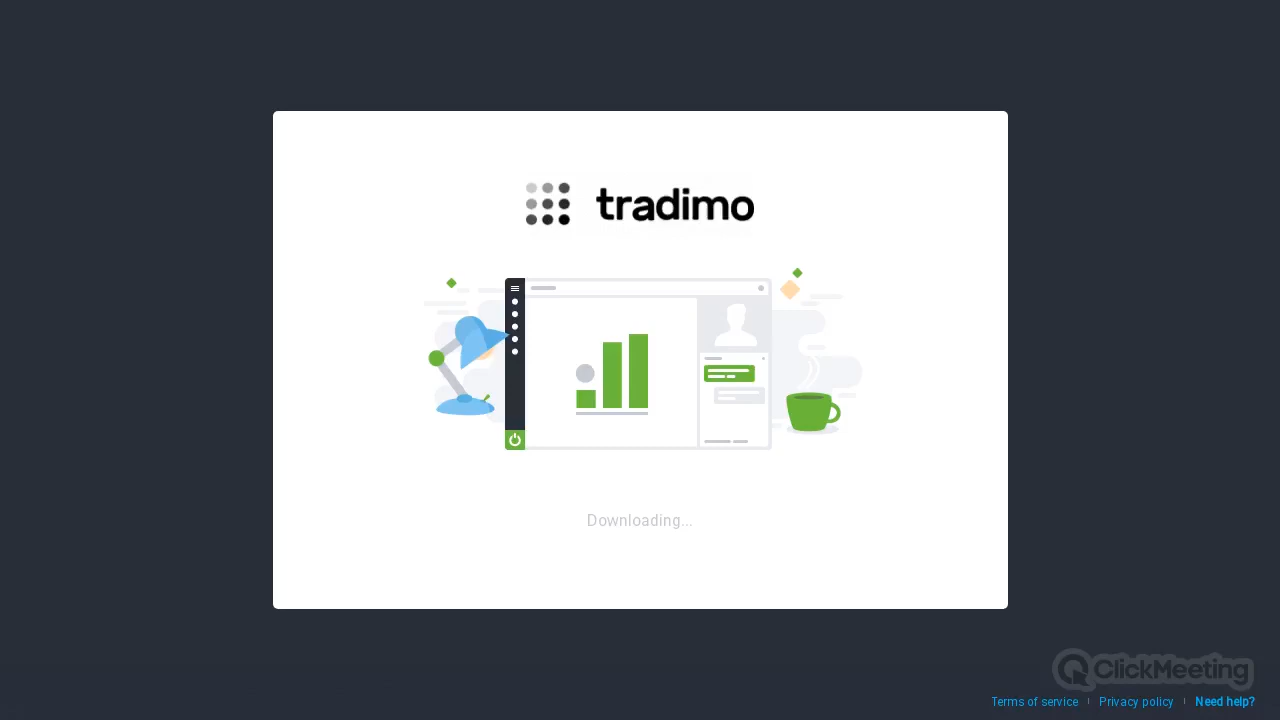 tradimo
Downloading...
ClickMeeting
Terms of service | Privacy policy | Need help?